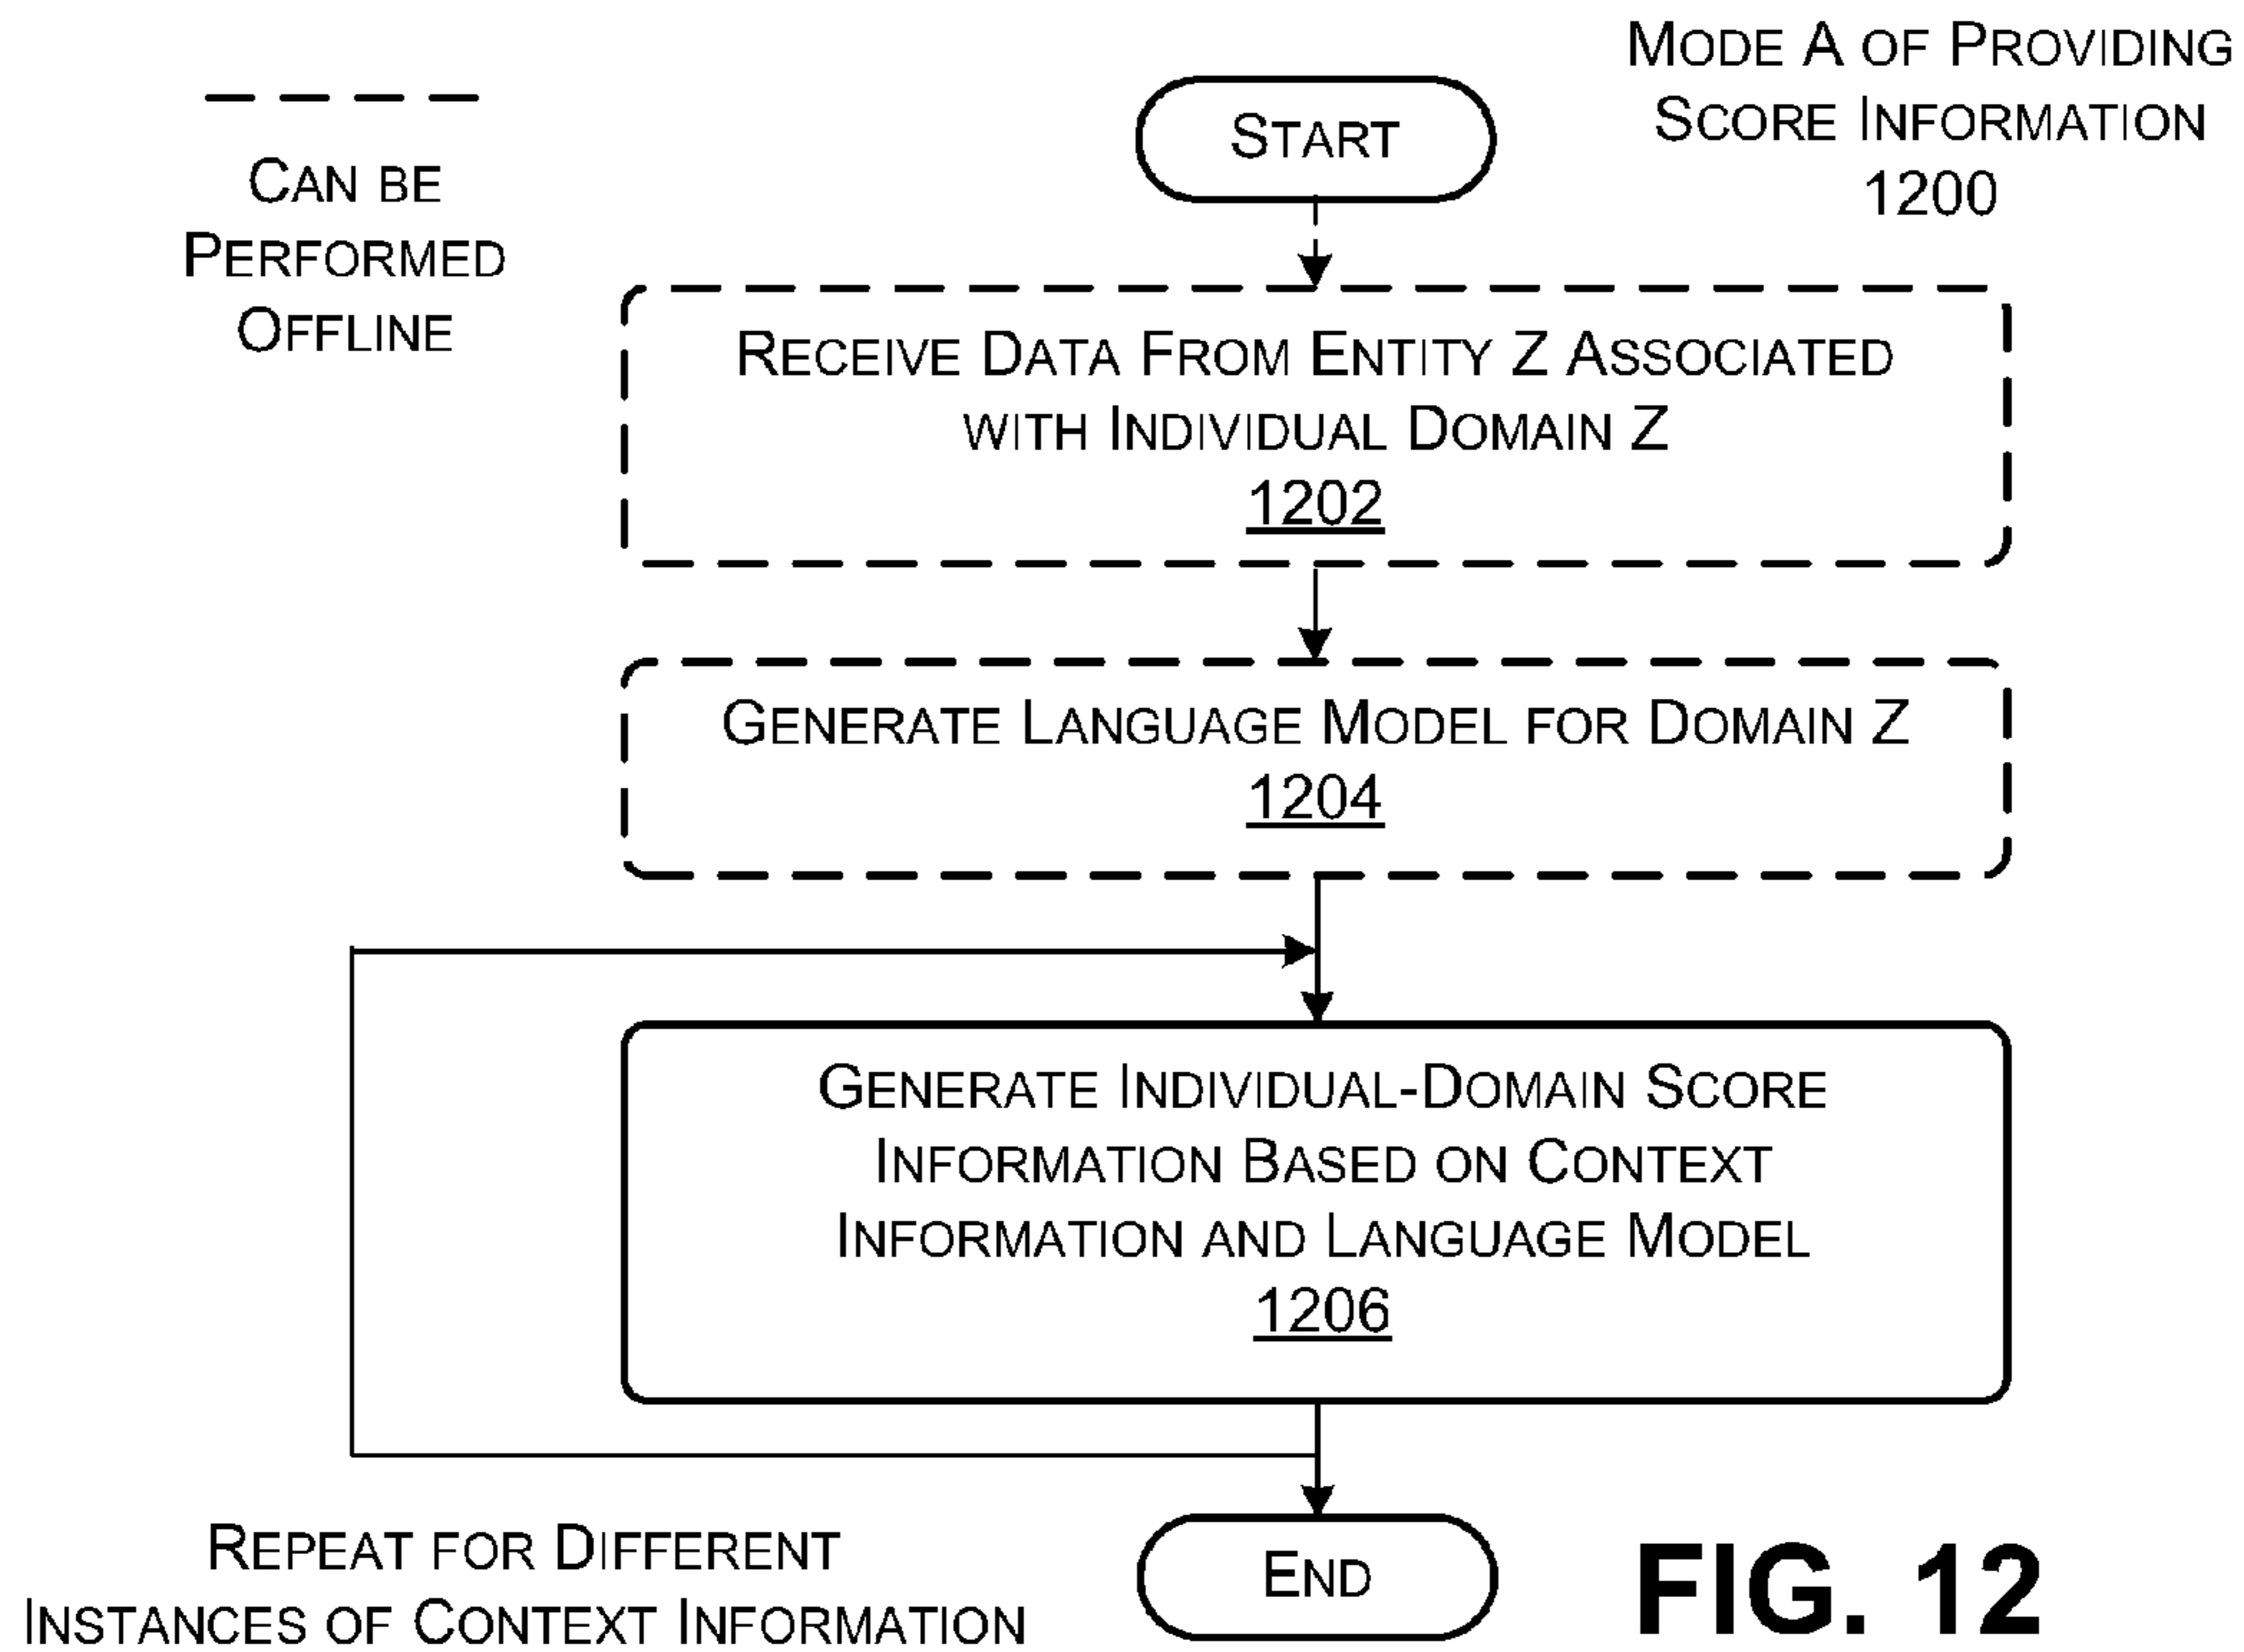 MODE A OF PROVIDING
SCORE INFORMATION
1200
CAN BE
PERFORMED
OFFLINE
START
RECEIVE DATA FROM ENTITY Z ASSOCIATED
WITH INDIVIDUAL DOMAIN Z
1202
GENERATE LANGUAGE MODEL FOR DOMAIN Z
1204
GENERATE INDIVIDUAL-DOMAIN SCORE
INFORMATION BASED ON CONTEXT
INFORMATION AND LANGUAGE MODEL
1206
REPEAT FOR DIFFERENT
INSTANCES OF CONTEXT INFORMATION
END
FIG. 12